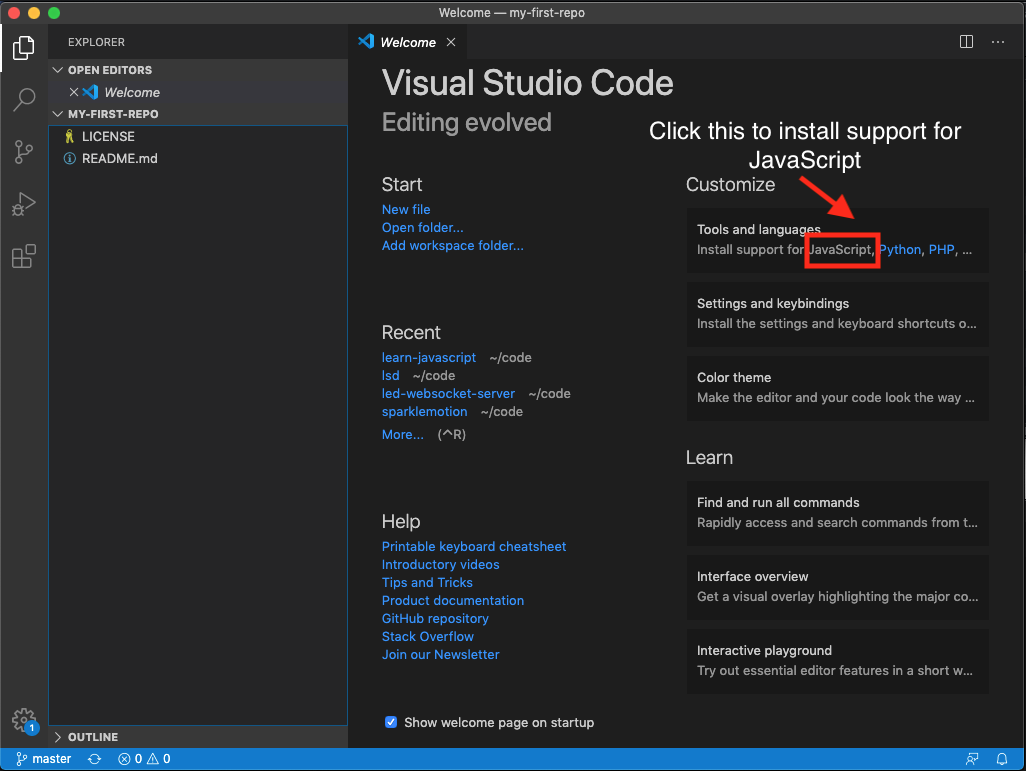 Welcome — my-first-repo
EXPLORER
OPEN EDITORS
Welcome
MY-FIRST-REPO
LICENSE
README.md
OUTLINE
Welcome
Visual Studio Code
Editing evolved
Click this to install support for
JavaScript
Start
New file
Open folder...
Add workspace folder...
Recent
learn-javascript ~/code
lsd ~/code
led-websocket-server ~/code
sparklemotion ~/code
More... (^R)
Help
Printable keyboard cheatsheet
Introductory videos
Tips and Tricks
Product documentation
GitHub repository
Stack Overflow
Join our Newsletter
Customize
Tools and languages
Install support for JavaScript, Python, PHP, ...
Settings and keybindings
Install the settings and keyboard shortcuts o...
Color theme
Make the editor and your code look the way ...
Learn
Find and run all commands
Rapidly access and search commands from t...
Interface overview
Get a visual overlay highlighting the major co...
Interactive playground
Try out essential editor features in a short w...
Show welcome page on startup
1
master 0 0